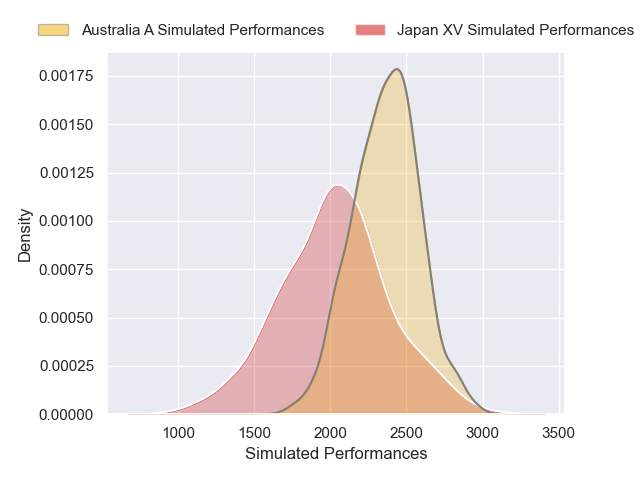 Australia A Simulated Performances
Japan XV Simulated Performances
0.00175
0.00150
0.00125
0.00100
0.00075
0.00050
0.00025
0.00000
Density
1000 1500 2000 2500 3000 3500
Simulated Performances